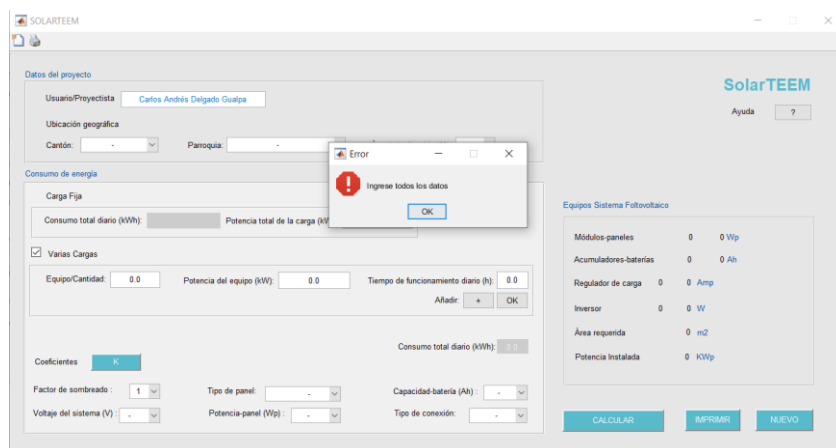 SOLARTEEM
Datos del proyecto
SolarTEEM
Usuario/Proyectista Carlos Andrés Delgado Gualpa
Ayuda ?
Ubicación geográfica
Cantón: - Parroquia: -
Error
Ingrese todos los datos
OK
Consumo de energía
Carga Fija
Consumo total diario (kWh): Potencia total de la carga (kW
Varias Cargas
Equipo/Cantidad: 0.0 Potencia del equipo (kW): 0.0 Tiempo de funcionamiento diario (h): 0.0
Añadir: + OK
Consumo total diario (kWh): 0.0
Coeficientes K
Factor de sombreado : 1 Tipo de panel: - Capacidad-batería (Ah) : -
Voltaje del sistema (V) : - Potencia-panel (Wp) : - Tipo de conexión: -
Equipos Sistema Foltovoltaico
Módulos-paneles 0 0 Wp
Acumuladores-baterías 0 0 Ah
Regulador de carga 0 0 Amp
Inversor 0 0 W
Área requerida 0 m2
Potencia Instalada 0 KWp
CALCULAR IMPRIMIR NUEVO